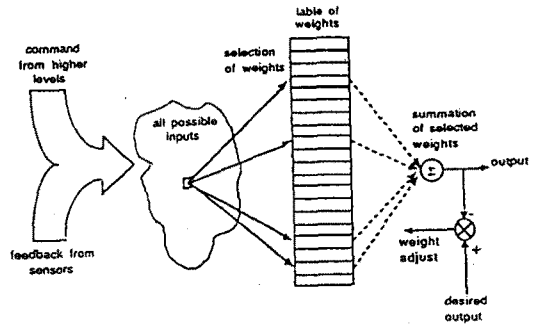 table of
weights
command
from higher
levels
selection
of weights
all possible
inputs
summation
of selected
weights
Σ
output
-
weight
adjust
+
feedback from
sensors
desired
output